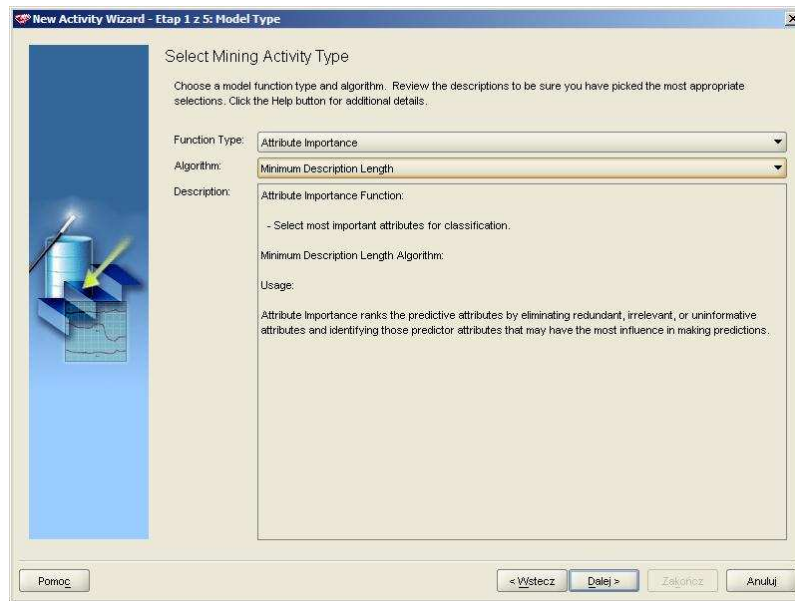 New Activity Wizard - Etap 1 z 5: Model Type
Select Mining Activity Type
Choose a model function type and algorithm. Review the descriptions to be sure you have picked the most appropriate
selections. Click the Help button for additional details.
Function Type: Attribute Importance
Algorithm: Minimum Description Length
Description: Attribute Importance Function:
- Select most important attributes for classification.
Minimum Description Length Algorithm:
Usage:
Attribute Importance ranks the predictive attributes by eliminating redundant, irrelevant, or uninformative
attributes and identifying those predictor attributes that may have the most influence in making predictions.
Pomoc < Wstecz Dalej > Zakończ Anuluj